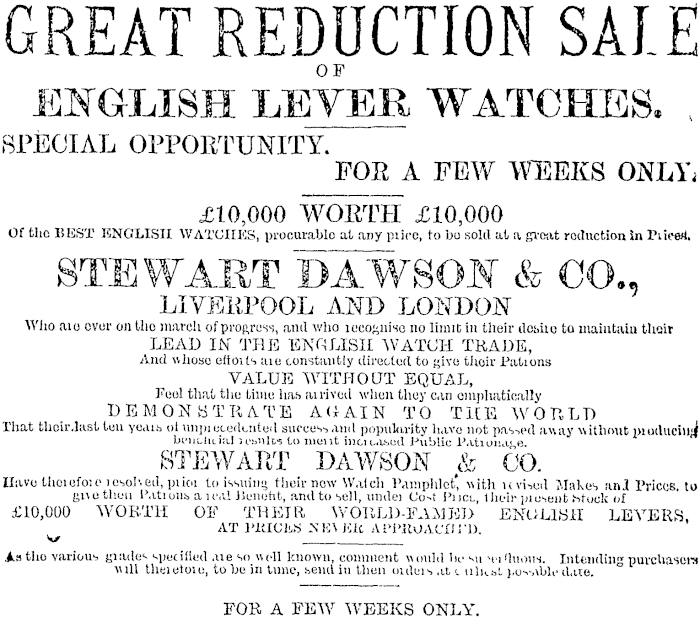 GREAT REDUCTION SALE
OF
ENGLISH LEVER WATCHES.
SPECIAL OPPORTUNITY.
FOR A FEW WEEKS ONLY.
£10,000 WORTH £10,000
Of the BEST ENGLISH WATCHES, procurable at any price, to be sold at a great reduction in Prices.
STEWART DAWSON & CO.,
LIVERPOOL AND LONDON
Who are ever on the march of progress, and who recognise no limit in their desire to maintain their
LEAD IN THE ENGLISH WATCH TRADE,
And whose efforts are constantly directed to give their Patrons
VALUE WITHOUT EQUAL,
Feel that the time has arrived when they can emphatically
DEMONSTRATE AGAIN TO THE WORLD
That their last ten years of unprecedented success and popularity have not passed away without producing
beneficial results to merit increased Public Patronage.
STEWART DAWSON & CO.
Have therefore resolved, prior to issuing their new Watch Pamphlet, with revised Makes and Prices, to
give their Patrons a real Benefit, and to sell, under Cost Price, their present Stock of
£10,000 WORTH OF THEIR WORLD-FAMED ENGLISH LEVERS,
AT PRICES NEVER APPROACH'D.
As the various grades specified are so well known, comment would be superfluous. Intending purchasers
will therefore, to be in time, send in their orders at earliest possible date.
FOR A FEW WEEKS ONLY.